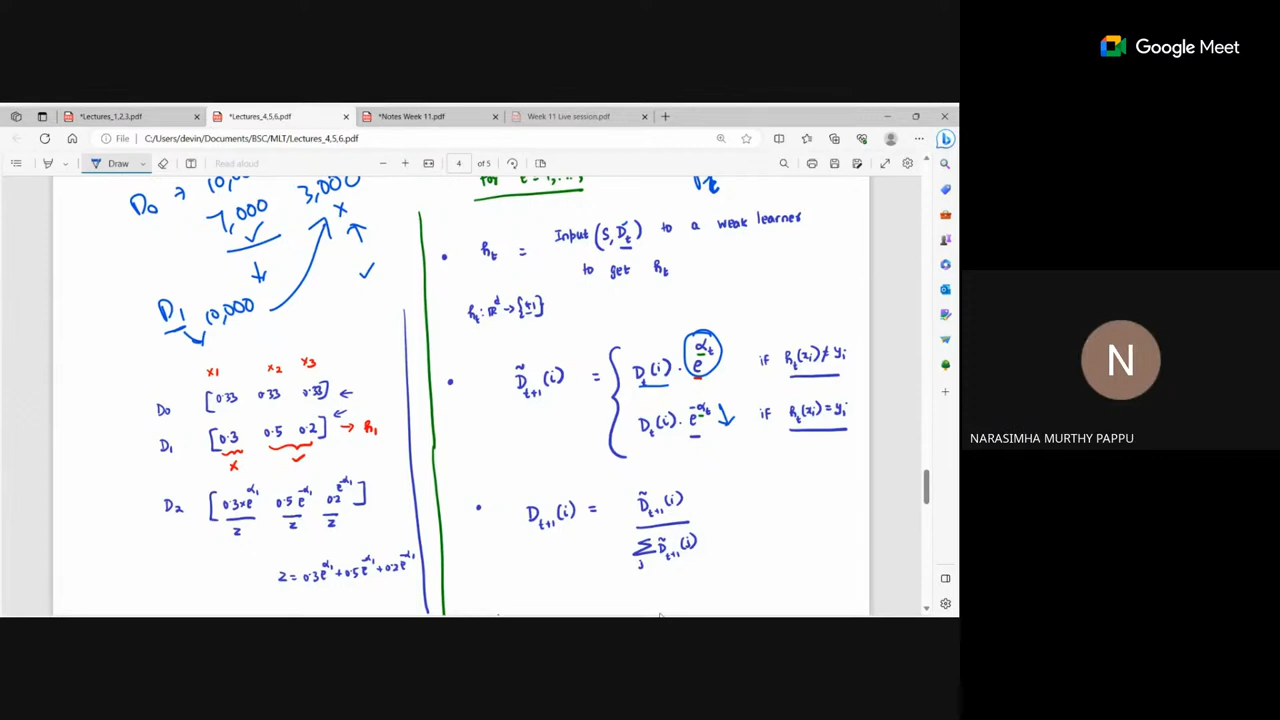 Google Meet
*Lectures_1,2,3.pdf
*Lectures_4,5,6.pdf
*Notes Week 11.pdf
Week 11 Live session.pdf
File
C:/Users/devin/Documents/BSC/MLT/Lectures_4,5,6.pdf
Draw
Read aloud
4 of 5
D0 →
7,000
3,000
x
D1 10,000
x1 x2 x3
D0 [0.33 0.33 0.33] ←
D1 [0.3 0.5 0.2] → h1
x ✓
D2 [0.3×e^α1/z 0.5e^-α1/z 0.2e^-α1/z]
z = 0.3e^α1 + 0.5e^-α1 + 0.2e^-α1
• ht = Input (S, Dt) to a weak learner
to get ht
ht: ℝ^d → {±1}
• D̃t+1(i) = { Dt(i) · e^αt if ht(xi) ≠ yi
Dt(i) · e^-αt ↓ if ht(xi) = yi
• Dt+1(i) = D̃t+1(i)
Σj D̃t+1(j)
N
NARASIMHA MURTHY PAPPU